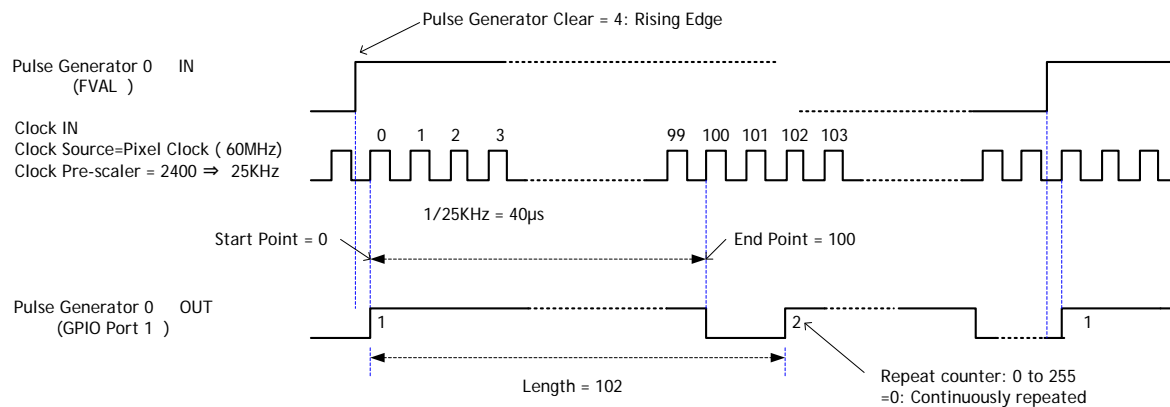 Pulse Generator Clear = 4: Rising Edge
Pulse Generator 0 IN
(FVAL )
Clock IN
Clock Source=Pixel Clock ( 60MHz)
Clock Pre-scaler = 2400 ⇒ 25KHz
0 1 2 3 99 100 101 102 103
1/25KHz = 40µs
Start Point = 0
End Point = 100
Pulse Generator 0 OUT
(GPIO Port 1 )
1 2 1
Length = 102
Repeat counter: 0 to 255
=0: Continuously repeated